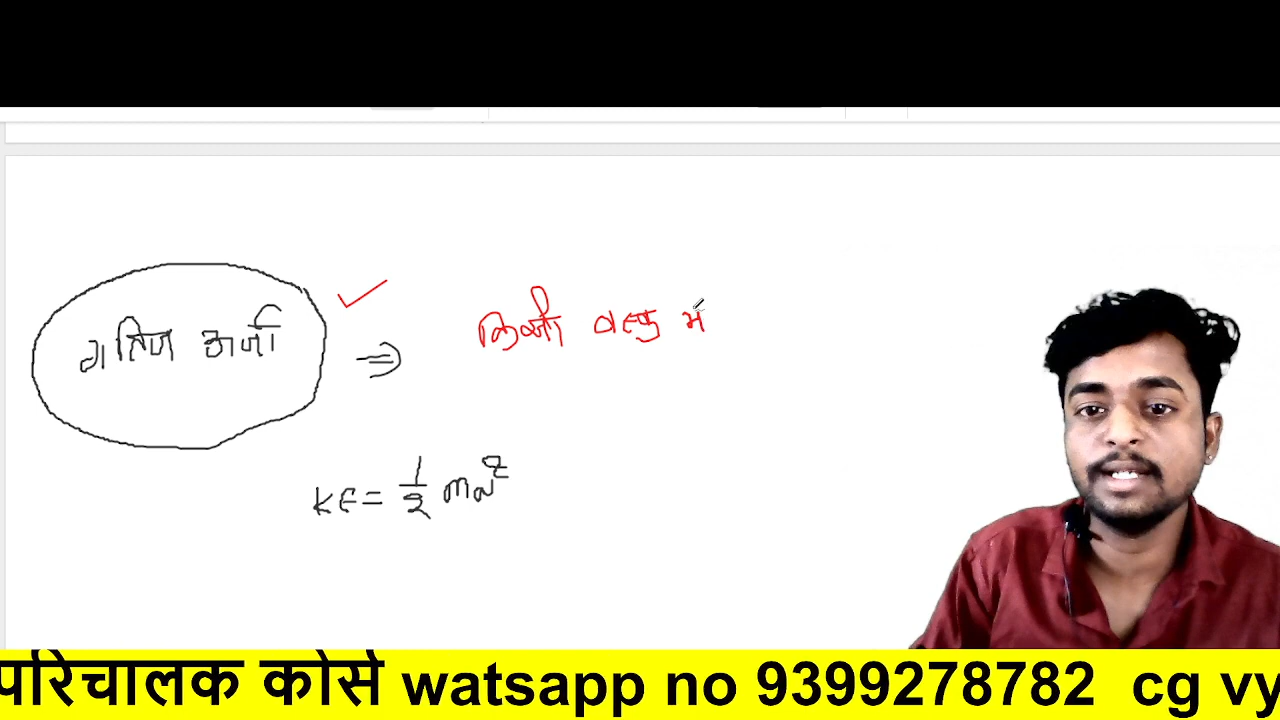 गतिज ऊर्जा ⇒ किसी वस्तु में
KE = 1/2 mv²
परिचालक कोर्स watsapp no 9399278782 cg vy